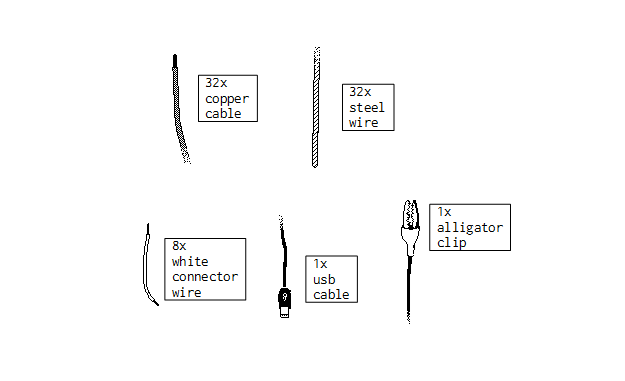 32x
copper
cable
32x
steel
wire
8x
white
connector
wire
1x
usb
cable
1x
alligator
clip